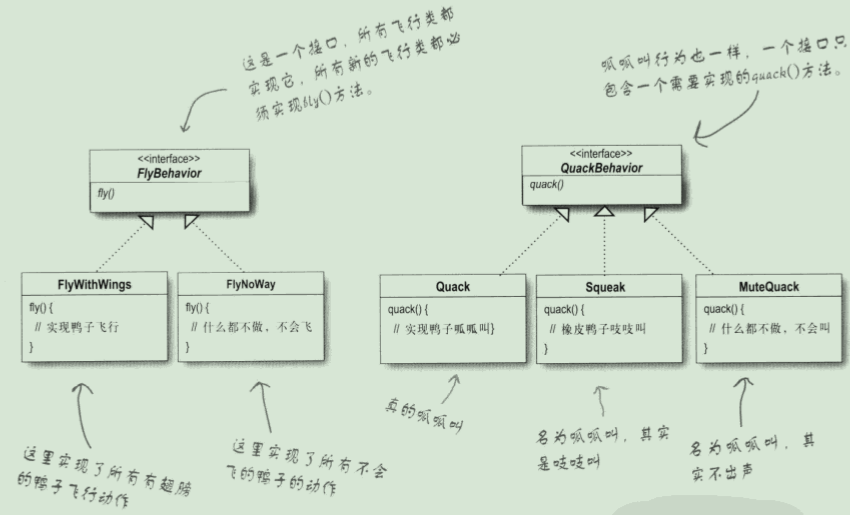 这是一个接口，所有飞行类都
实现它，所有新的飞行类都必
须实现fly()方法。
呱呱叫行为也一样，一个接口只
包含一个需要实现的quack()方法。
<<interface>>
FlyBehavior
fly()
<<interface>>
QuackBehavior
quack()
FlyWithWings
fly() {
// 实现鸭子飞行
}
FlyNoWay
fly() {
// 什么都不做，不会飞
}
Quack
quack() {
// 实现鸭子呱呱叫}
Squeak
quack() {
// 橡皮鸭子吱吱叫
}
MuteQuack
quack() {
// 什么都不做，不会叫
}
这里实现了所有有翅膀
的鸭子飞行动作
这里实现了所有不会
飞的鸭子的动作
真的呱呱叫
名为呱呱叫，其实
是吱吱叫
名为呱呱叫，其
实不出声